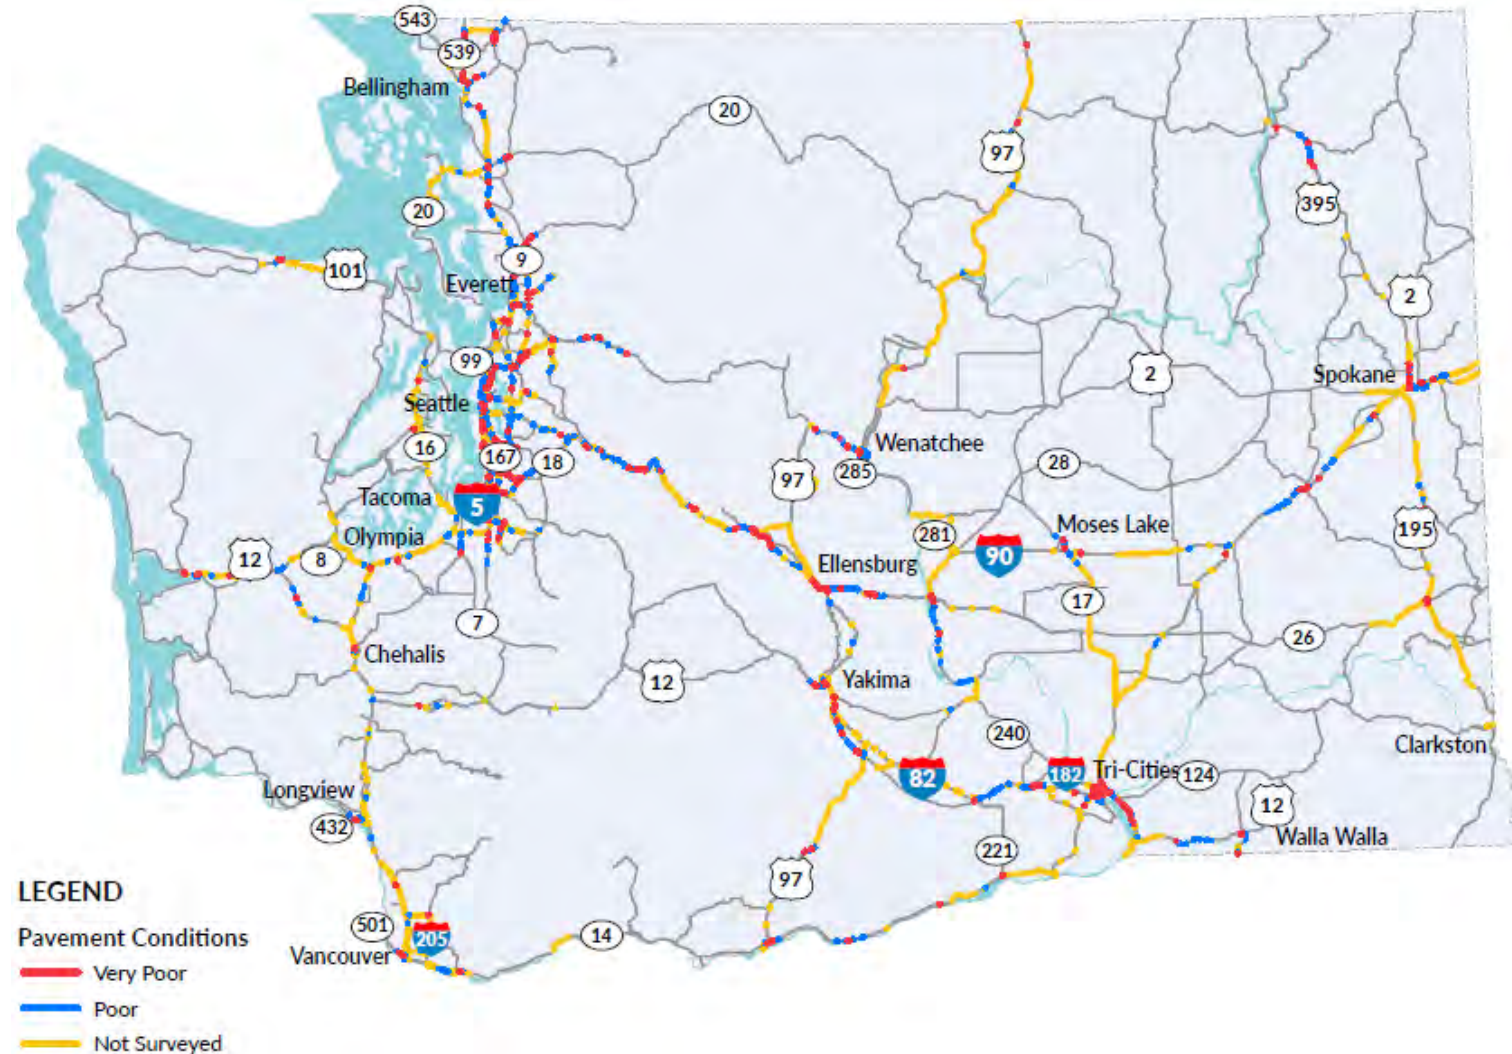 543
539
Bellingham
20
97
20
395
9
101
Everett
2
99
2
Spokane
Seattle
Wenatchee
16
167
18
285
28
97
Tacoma
5
Moses Lake
281
195
Olympia
12
8
Ellensburg
90
17
7
26
Chehalis
12
Yakima
240
Clarkston
82
182
Tri-Cities
124
Longview
12
432
Walla Walla
221
97
LEGEND
501
205
14
Pavement Conditions
Vancouver
Very Poor
Poor
Not Surveyed